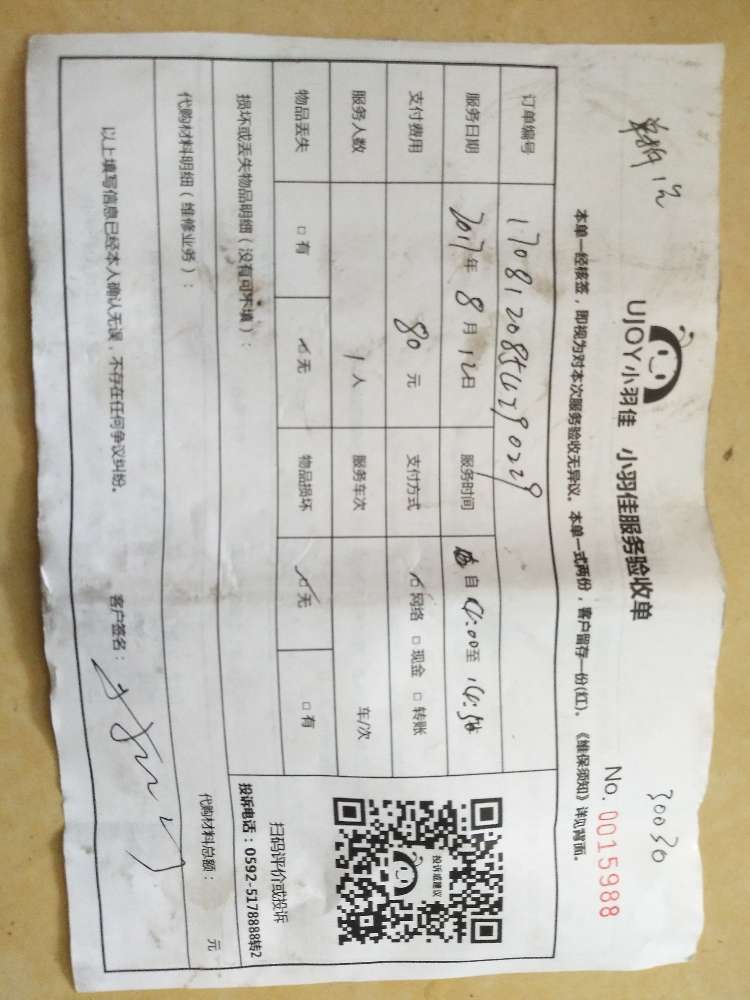 30030
UJOY小羽佳 小羽佳服务验收单
No. 0015988
本单一经核签，即视为对本次服务验收无异议。本单一式两份，客户留存一份(红)。《维保须知》详见背面。
订单编号
服务日期 2017年 8月 12日 服务时间 自 至
支付费用 80 元 支付方式 ☑网络 □现金 □转账
服务人数 1 人 服务车次 车/次
物品丢失 □有 ☑无 物品损坏 ☑无 □有
损坏或丢失物品明细（没有可不填）：
代购材料明细（维修业务）：
代购材料总额： 元
以上填写信息已经本人确认无误，不存在任何争议纠纷。 客户签名：
投诉或建议
扫码评价或投诉
投诉电话：0592-5178888转2